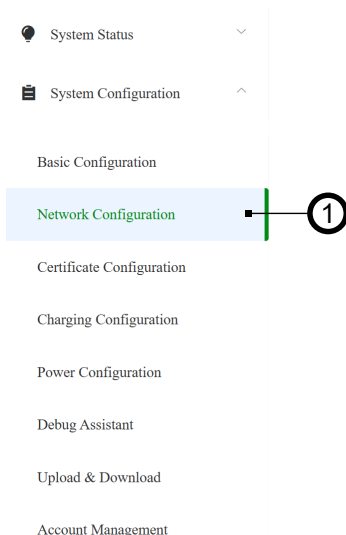 System Status
System Configuration
Basic Configuration
Network Configuration
1
Certificate Configuration
Charging Configuration
Power Configuration
Debug Assistant
Upload & Download
Account Management